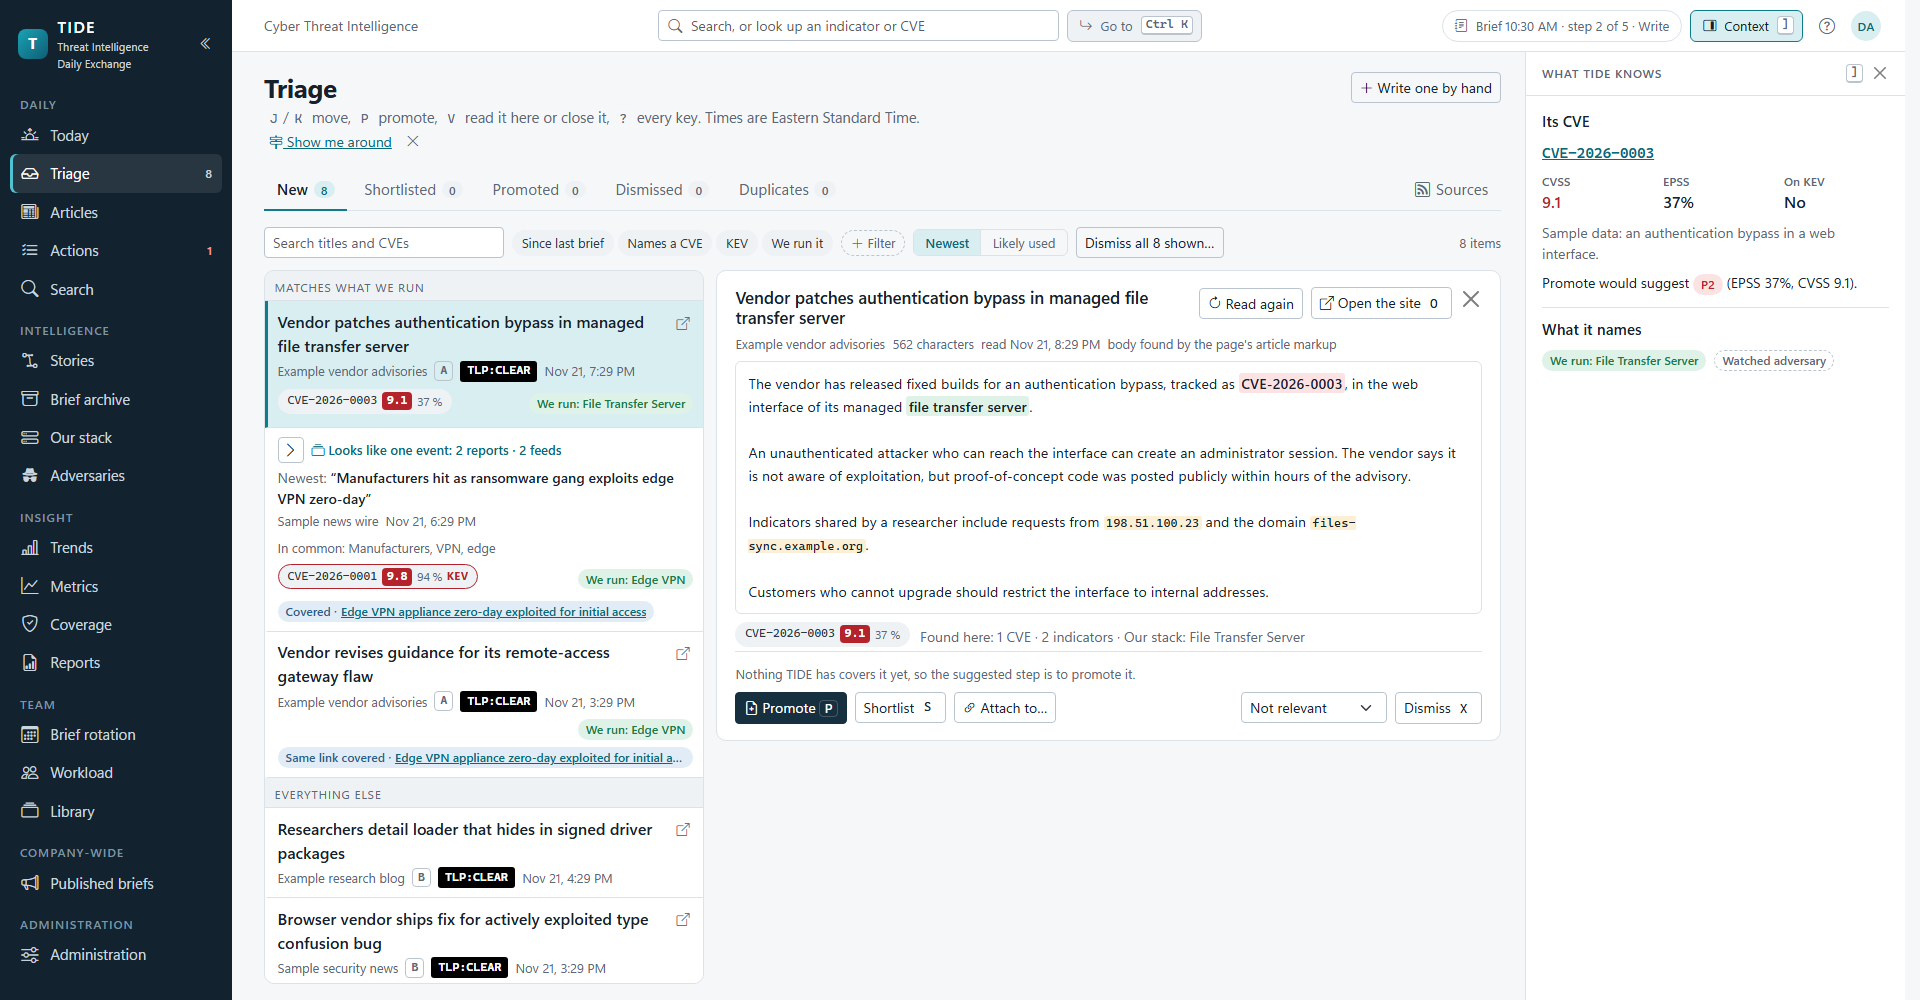 T
TIDE
Threat Intelligence
Daily Exchange
DAILY
Today
Triage 8
Articles
Actions 1
Search
INTELLIGENCE
Stories
Brief archive
Our stack
Adversaries
INSIGHT
Trends
Metrics
Coverage
Reports
TEAM
Brief rotation
Workload
Library
COMPANY-WIDE
Published briefs
ADMINISTRATION
Administration
Cyber Threat Intelligence
Search, or look up an indicator or CVE
Go to Ctrl K
Brief 10:30 AM · step 2 of 5 · Write
Context ]
?
DA
Triage
J / K move, P promote, V read it here or close it, ? every key. Times are Eastern Standard Time.
Show me around
Write one by hand
New 8
Shortlisted 0
Promoted 0
Dismissed 0
Duplicates 0
Sources
Search titles and CVEs
Since last brief
Names a CVE
KEV
We run it
+ Filter
Newest
Likely used
Dismiss all 8 shown...
8 items
MATCHES WHAT WE RUN
Vendor patches authentication bypass in managed
file transfer server
Example vendor advisories A TLP:CLEAR Nov 21, 7:29 PM
CVE-2026-0003 9.1 37 % We run: File Transfer Server
Looks like one event: 2 reports · 2 feeds
Newest: “Manufacturers hit as ransomware gang exploits edge
VPN zero-day”
Sample news wire Nov 21, 6:29 PM
In common: Manufacturers, VPN, edge
CVE-2026-0001 9.8 94 % KEV We run: Edge VPN
Covered · Edge VPN appliance zero-day exploited for initial access
Vendor revises guidance for its remote-access
gateway flaw
Example vendor advisories A TLP:CLEAR Nov 21, 3:29 PM
We run: Edge VPN
Same link covered · Edge VPN appliance zero-day exploited for initial a...
EVERYTHING ELSE
Researchers detail loader that hides in signed driver
packages
Example research blog B TLP:CLEAR Nov 21, 4:29 PM
Browser vendor ships fix for actively exploited type
confusion bug
Sample security news B TLP:CLEAR Nov 21, 3:29 PM
Vendor patches authentication bypass in managed file
transfer server
Read again
Open the site O
Example vendor advisories 562 characters read Nov 21, 8:29 PM body found by the page's article markup
The vendor has released fixed builds for an authentication bypass, tracked as CVE-2026-0003, in the web
interface of its managed file transfer server.
An unauthenticated attacker who can reach the interface can create an administrator session. The vendor says it
is not aware of exploitation, but proof-of-concept code was posted publicly within hours of the advisory.
Indicators shared by a researcher include requests from 198.51.100.23 and the domain files-
sync.example.org.
Customers who cannot upgrade should restrict the interface to internal addresses.
CVE-2026-0003 9.1 37 % Found here: 1 CVE · 2 indicators · Our stack: File Transfer Server
Nothing TIDE has covers it yet, so the suggested step is to promote it.
Promote P
Shortlist S
Attach to...
Not relevant
Dismiss X
WHAT TIDE KNOWS
]
Its CVE
CVE-2026-0003
CVSS EPSS On KEV
9.1 37% No
Sample data: an authentication bypass in a web
interface.
Promote would suggest P2 (EPSS 37%, CVSS 9.1).
What it names
We run: File Transfer Server
Watched adversary